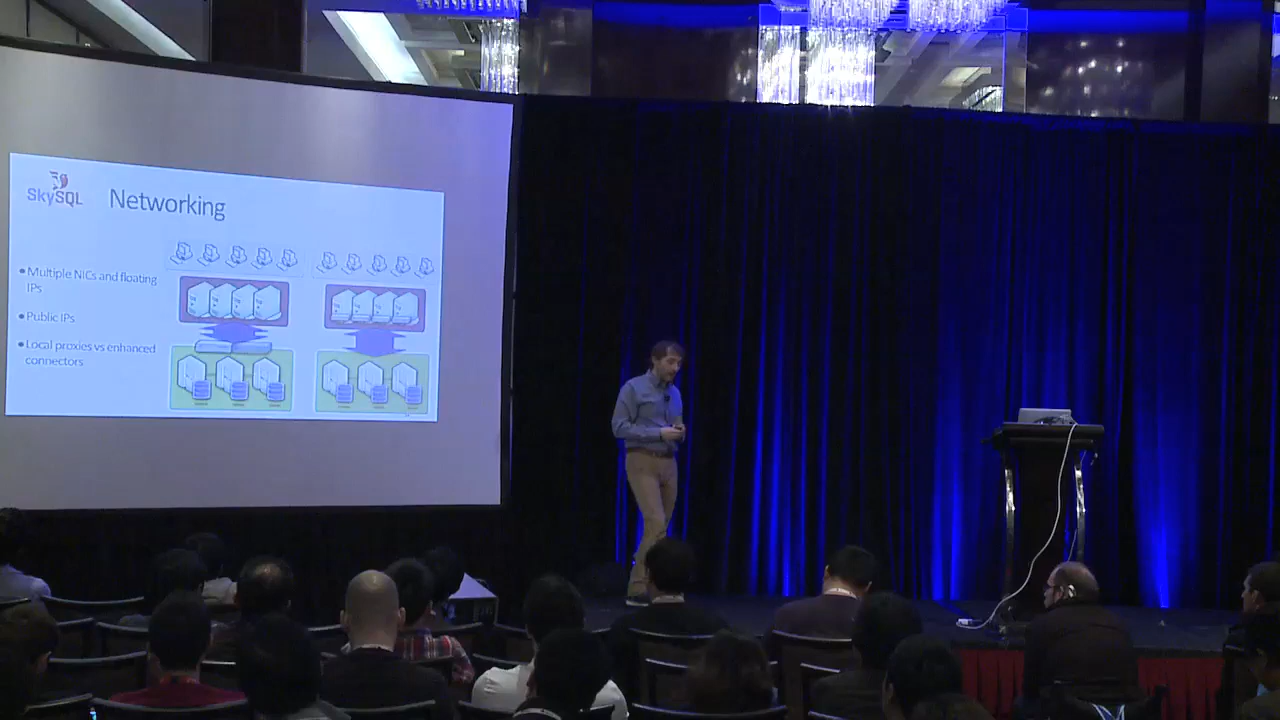 SkySQL
Networking
• Multiple NICs and floating
IPs
• Public IPs
• Local proxies vs enhanced
connectors